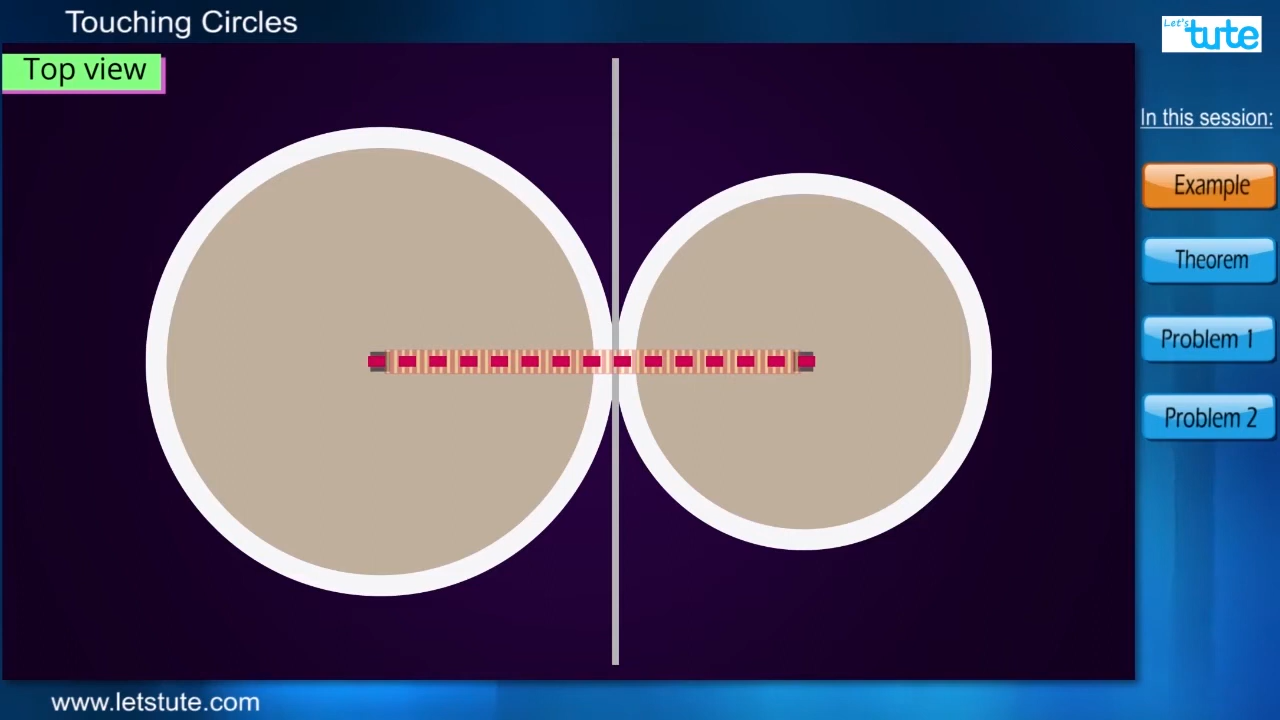 Touching Circles
Let's
tute
Top view
In this session:
Example
Theorem
Problem 1
Problem 2
www.letstute.com